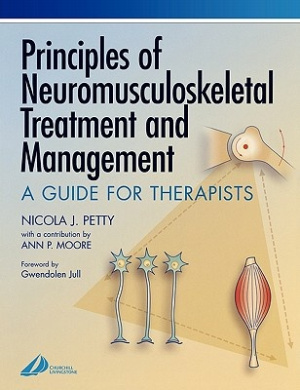 Principles of
Neuromusculoskeletal
Treatment and
Management
A GUIDE FOR THERAPISTS
NICOLA J. PETTY
with a contribution by
ANN P. MOORE
Foreword by
Gwendolen Jull
CHURCHILL
LIVINGSTONE